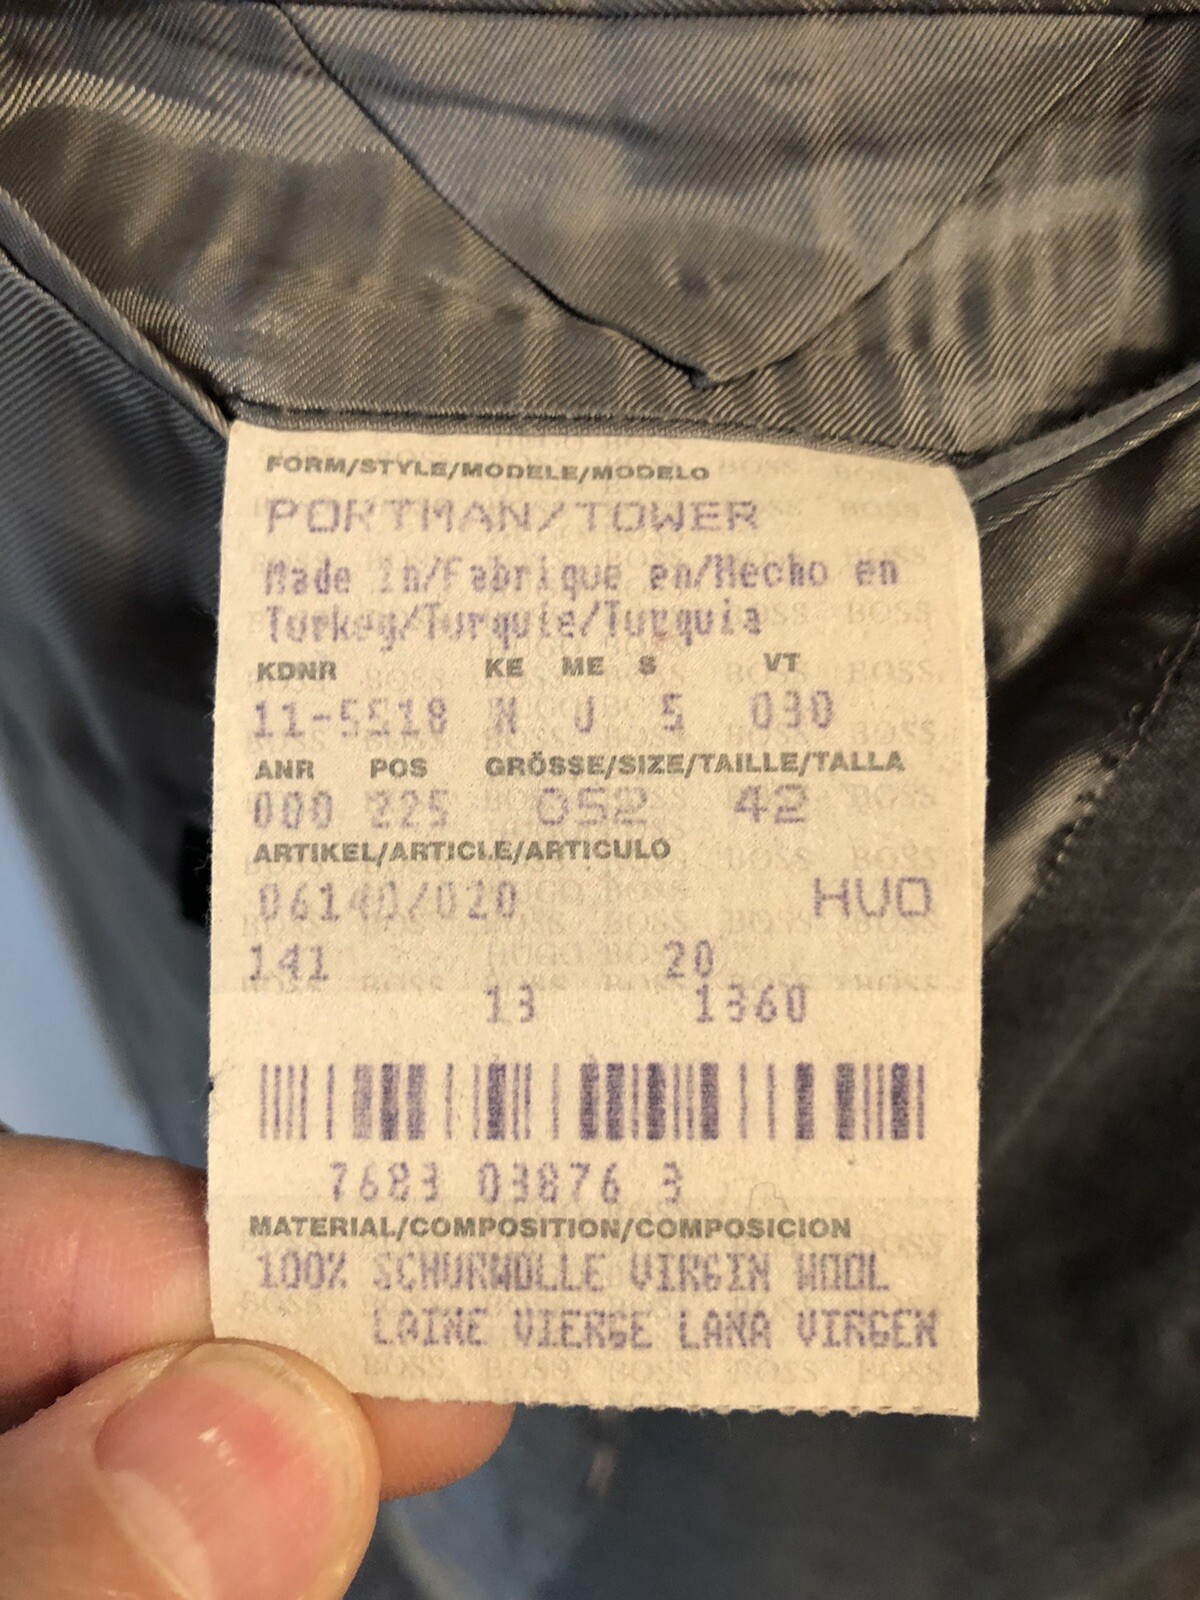 FORM/STYLE/MODELE/MODELO
PORTMAN/TOWER
Made in/Fabrique en/Hecho en
Turkey/Turquie/Turquia
KDNR KE ME S VT
11-5518 N J 5 030
ANR POS GRÖSSE/SIZE/TAILLE/TALLA
000 225 052 42
ARTIKEL/ARTICLE/ARTICULO
06140/020 HVO
141 20
13 1360
7683 03876 3
MATERIAL/COMPOSITION/COMPOSICION
100% SCHURWOLLE VIRGIN WOOL
LAINE VIERGE LANA VIRGEN